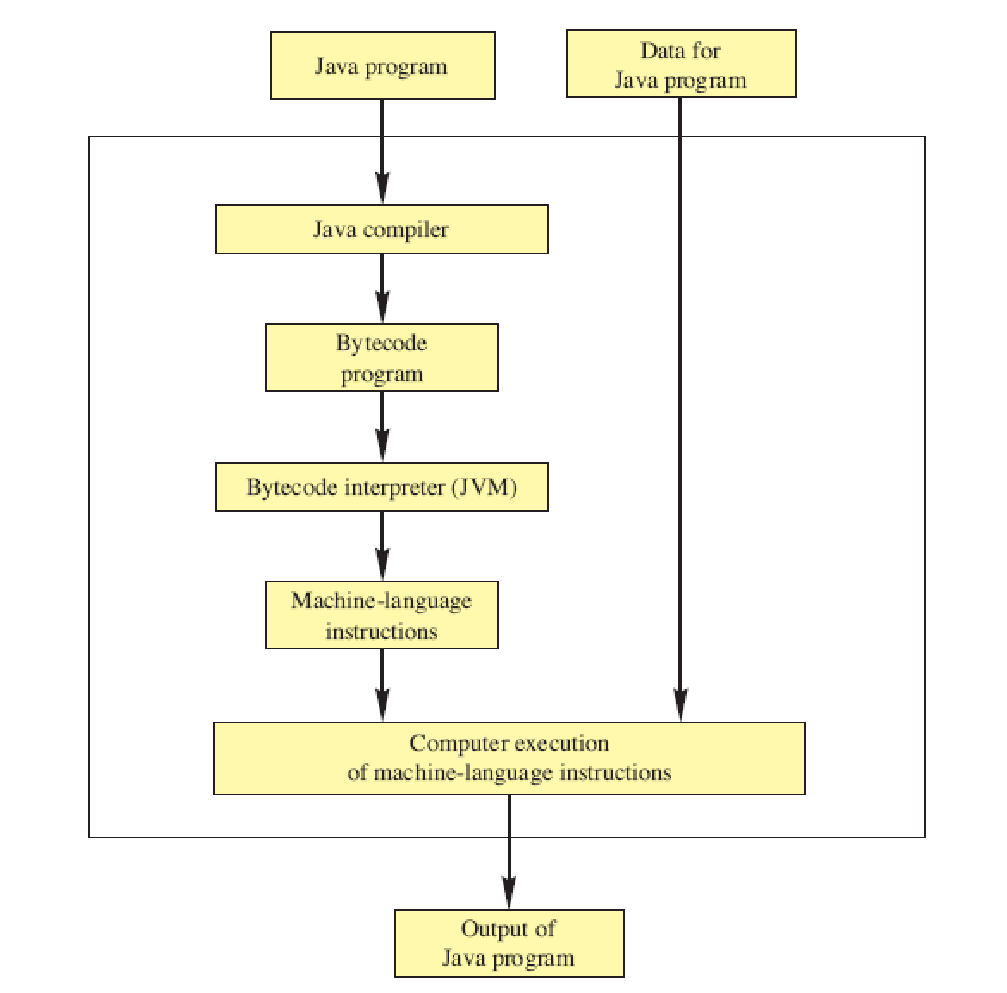 Java program
Data for
Java program
Java compiler
Bytecode
program
Bytecode interpreter (JVM)
Machine-language
instructions
Computer execution
of machine-language instructions
Output of
Java program